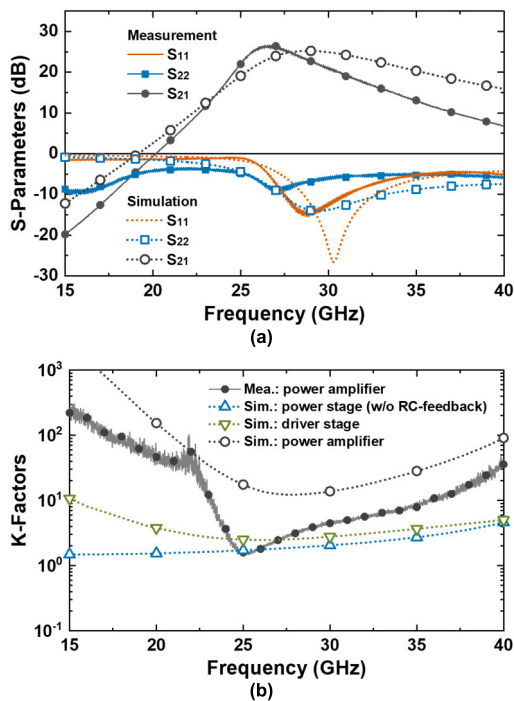 30
20
10
0
-10
-20
-30
S-Parameters (dB)
Measurement
S11
S22
S21
Simulation
S11
S22
S21
15 20 25 30 35 40
Frequency (GHz)
(a)
10^3
10^2
10^1
10^0
10^-1
K-Factors
Mea.: power amplifier
Sim.: power stage (w/o RC-feedback)
Sim.: driver stage
Sim.: power amplifier
15 20 25 30 35 40
Frequency (GHz)
(b)